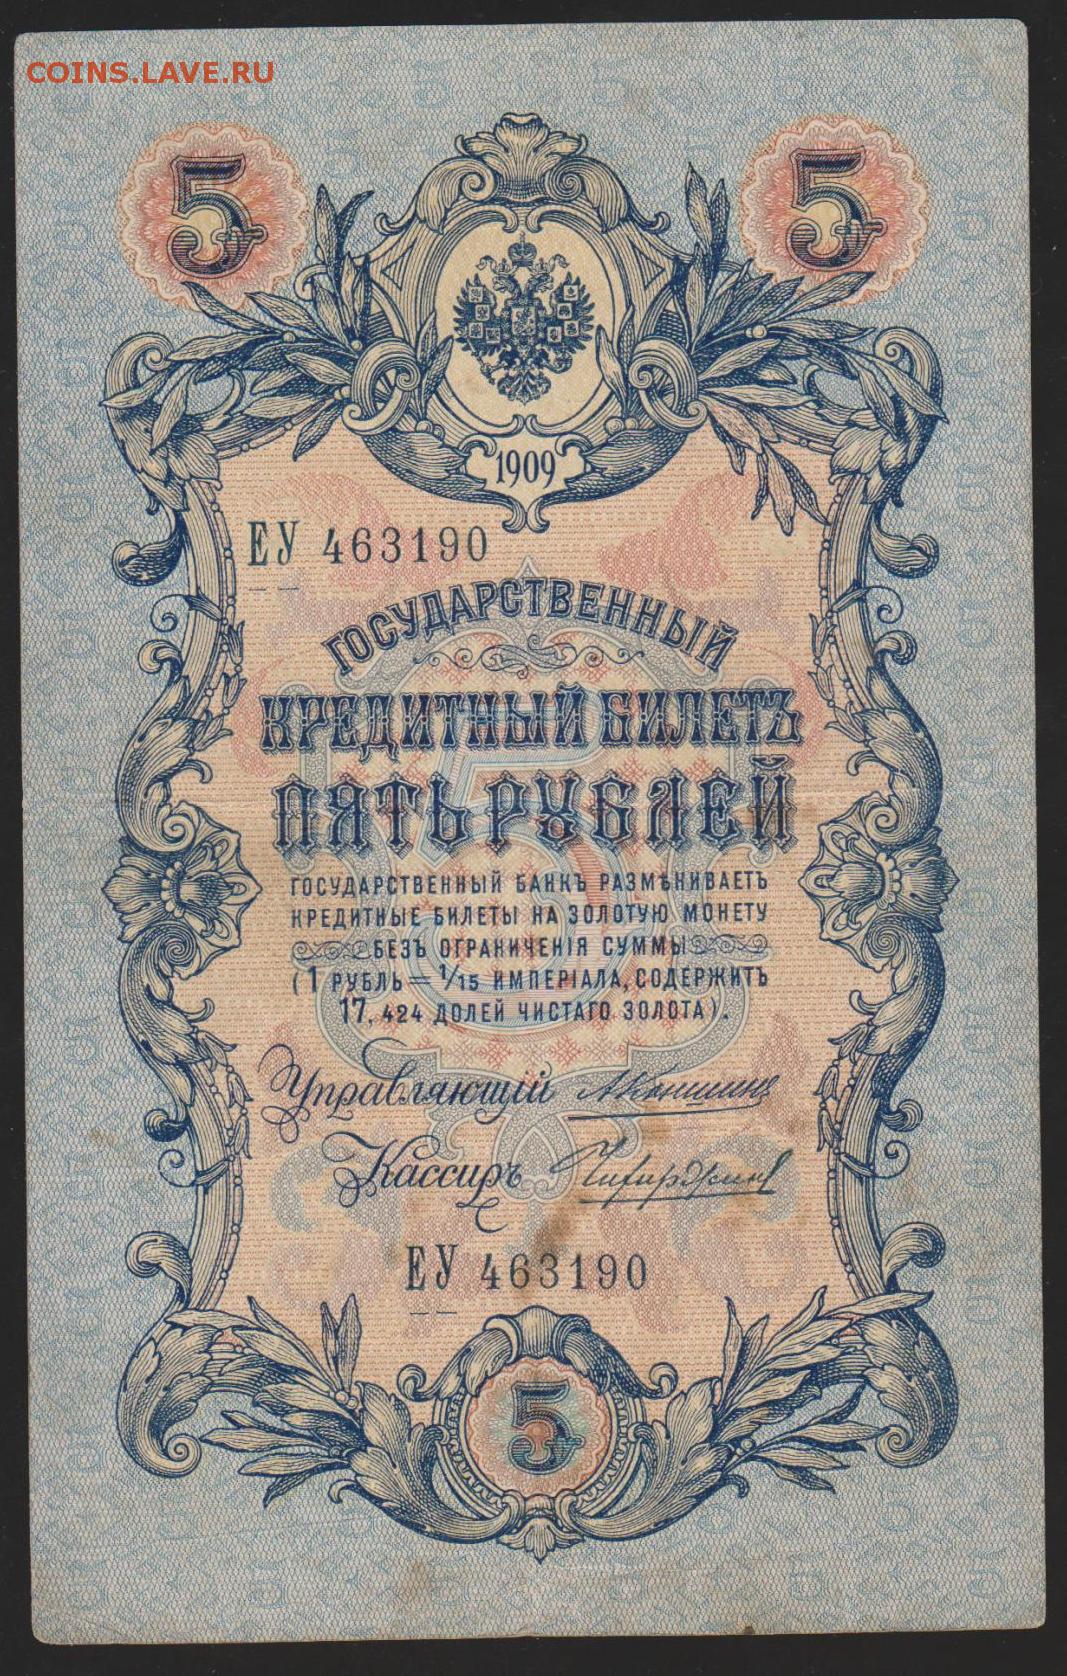 COINS.LAVE.RU
5 5
1909
ЕУ 463190
ГОСУДАРСТВЕННЫЙ
КРЕДИТНЫЙ БИЛЕТЪ
ПЯТЬ РУБЛЕЙ
ГОСУДАРСТВЕННЫЙ БАНКЪ РАЗМѢНИВАЕТЪ
КРЕДИТНЫЕ БИЛЕТЫ НА ЗОЛОТУЮ МОНЕТУ
БЕЗЪ ОГРАНИЧЕНІЯ СУММЫ
(1 РУБЛЬ = 1/15 ИМПЕРІАЛА, СОДЕРЖИТЪ
17,424 ДОЛЕЙ ЧИСТАГО ЗОЛОТА).
Управляющій АКоншинъ
Кассиръ
ЕУ 463190
5